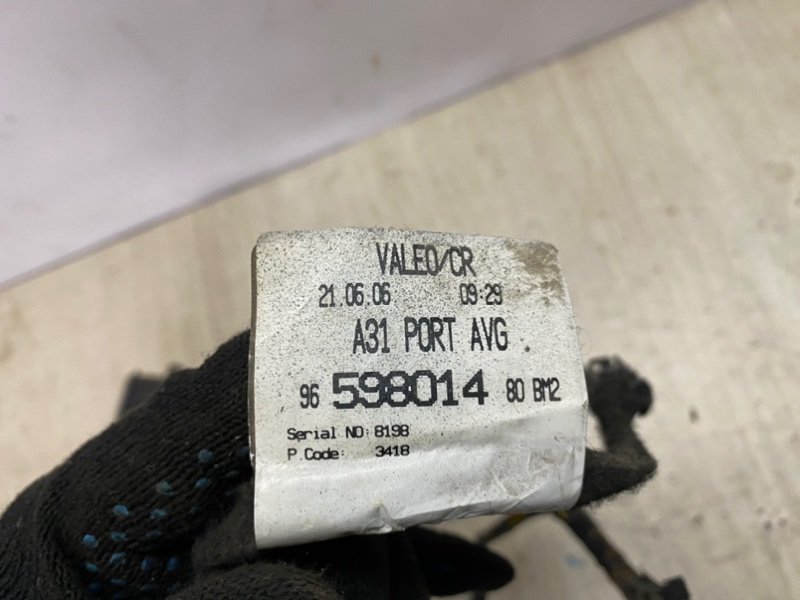 VALEO/CR
21.06.06 09:29
A31 PORT AVG
96 598014 80 BM2
Serial NO: 8198
P.Code: 3418